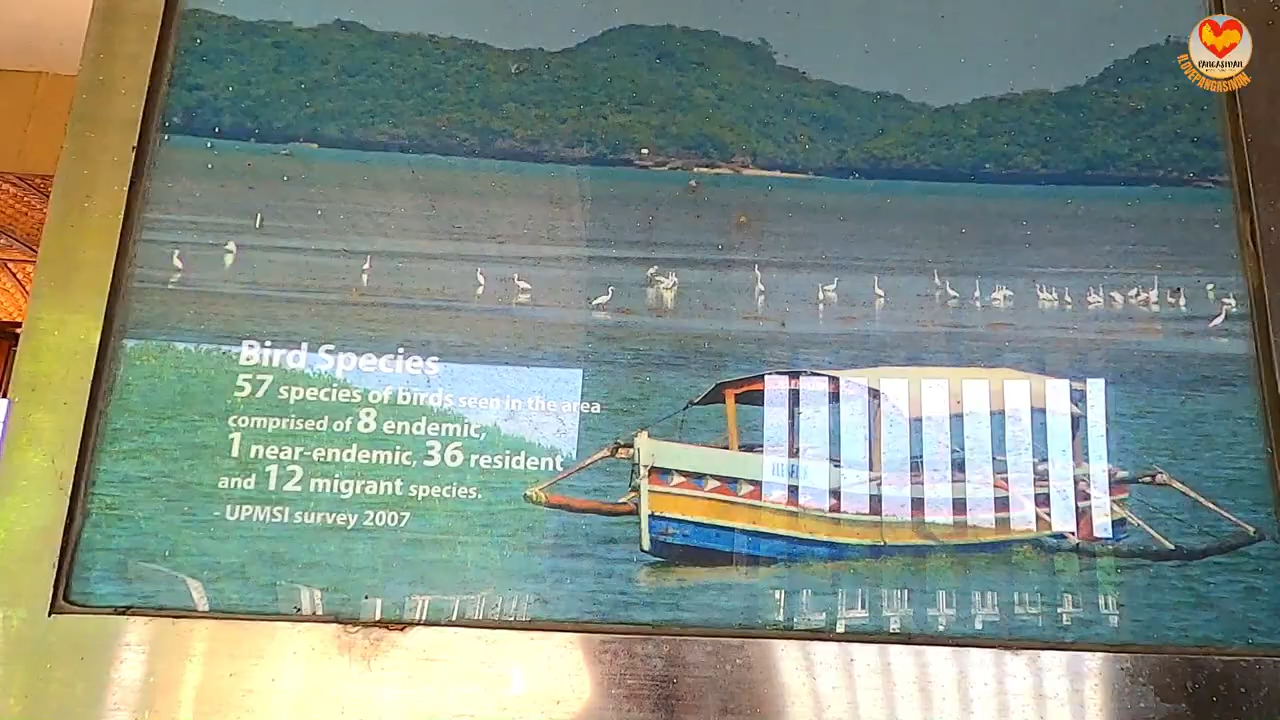 PANGASINAN
#ILOVEPANGASINAN
Bird Species
57 species of birds seen in the area
comprised of 8 endemic,
1 near-endemic, 36 resident
and 12 migrant species.
- UPMSI survey 2007